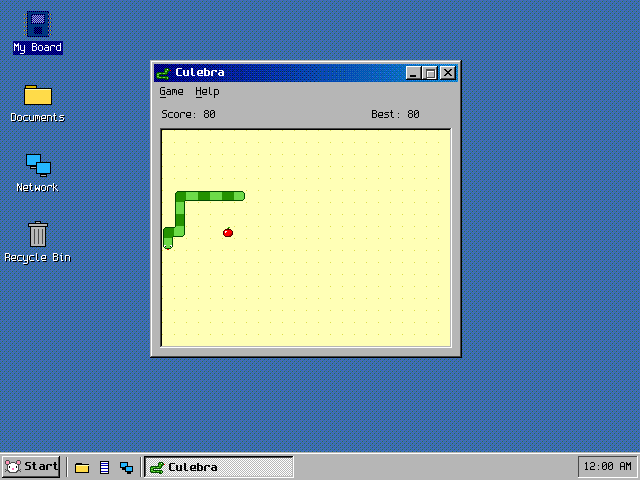 My Board
Documents
Network
Recycle Bin
Culebra
Game Help
Score: 80 Best: 80
Start
Culebra
12:00 AM